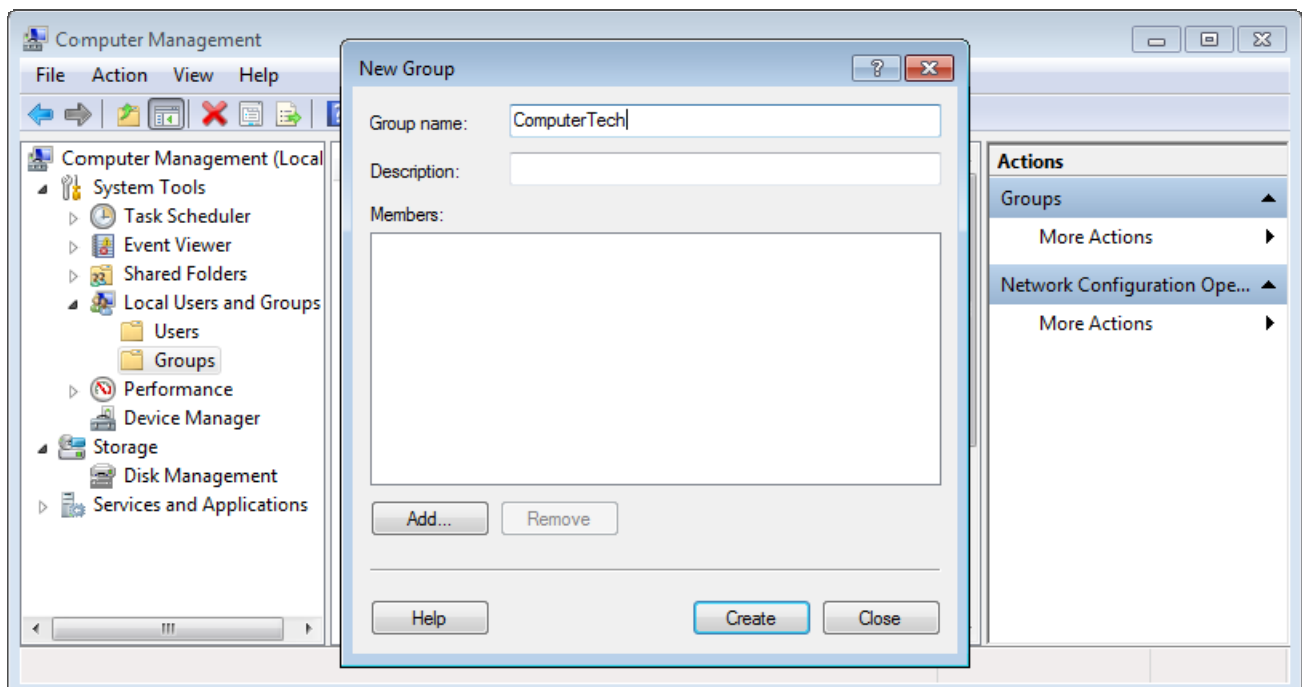 Computer Management
File Action View Help
Computer Management (Local
System Tools
Task Scheduler
Event Viewer
Shared Folders
Local Users and Groups
Users
Groups
Performance
Device Manager
Storage
Disk Management
Services and Applications
New Group
Group name: ComputerTech
Description:
Members:
Add... Remove
Help Create Close
Actions
Groups
More Actions
Network Configuration Ope...
More Actions